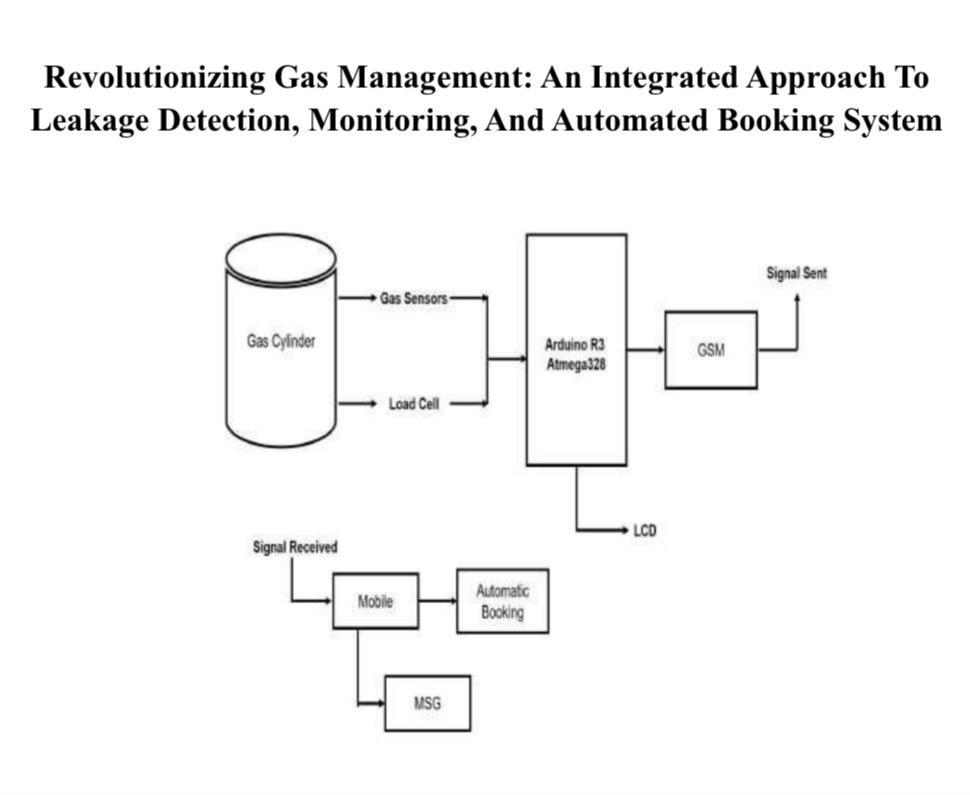 Revolutionizing Gas Management: An Integrated Approach To
Leakage Detection, Monitoring, And Automated Booking System
Signal Sent
Gas Sensors
Gas Cylinder
Arduino R3
Atmega328
GSM
Load Cell
LCD
Signal Received
Mobile
Automatic
Booking
MSG